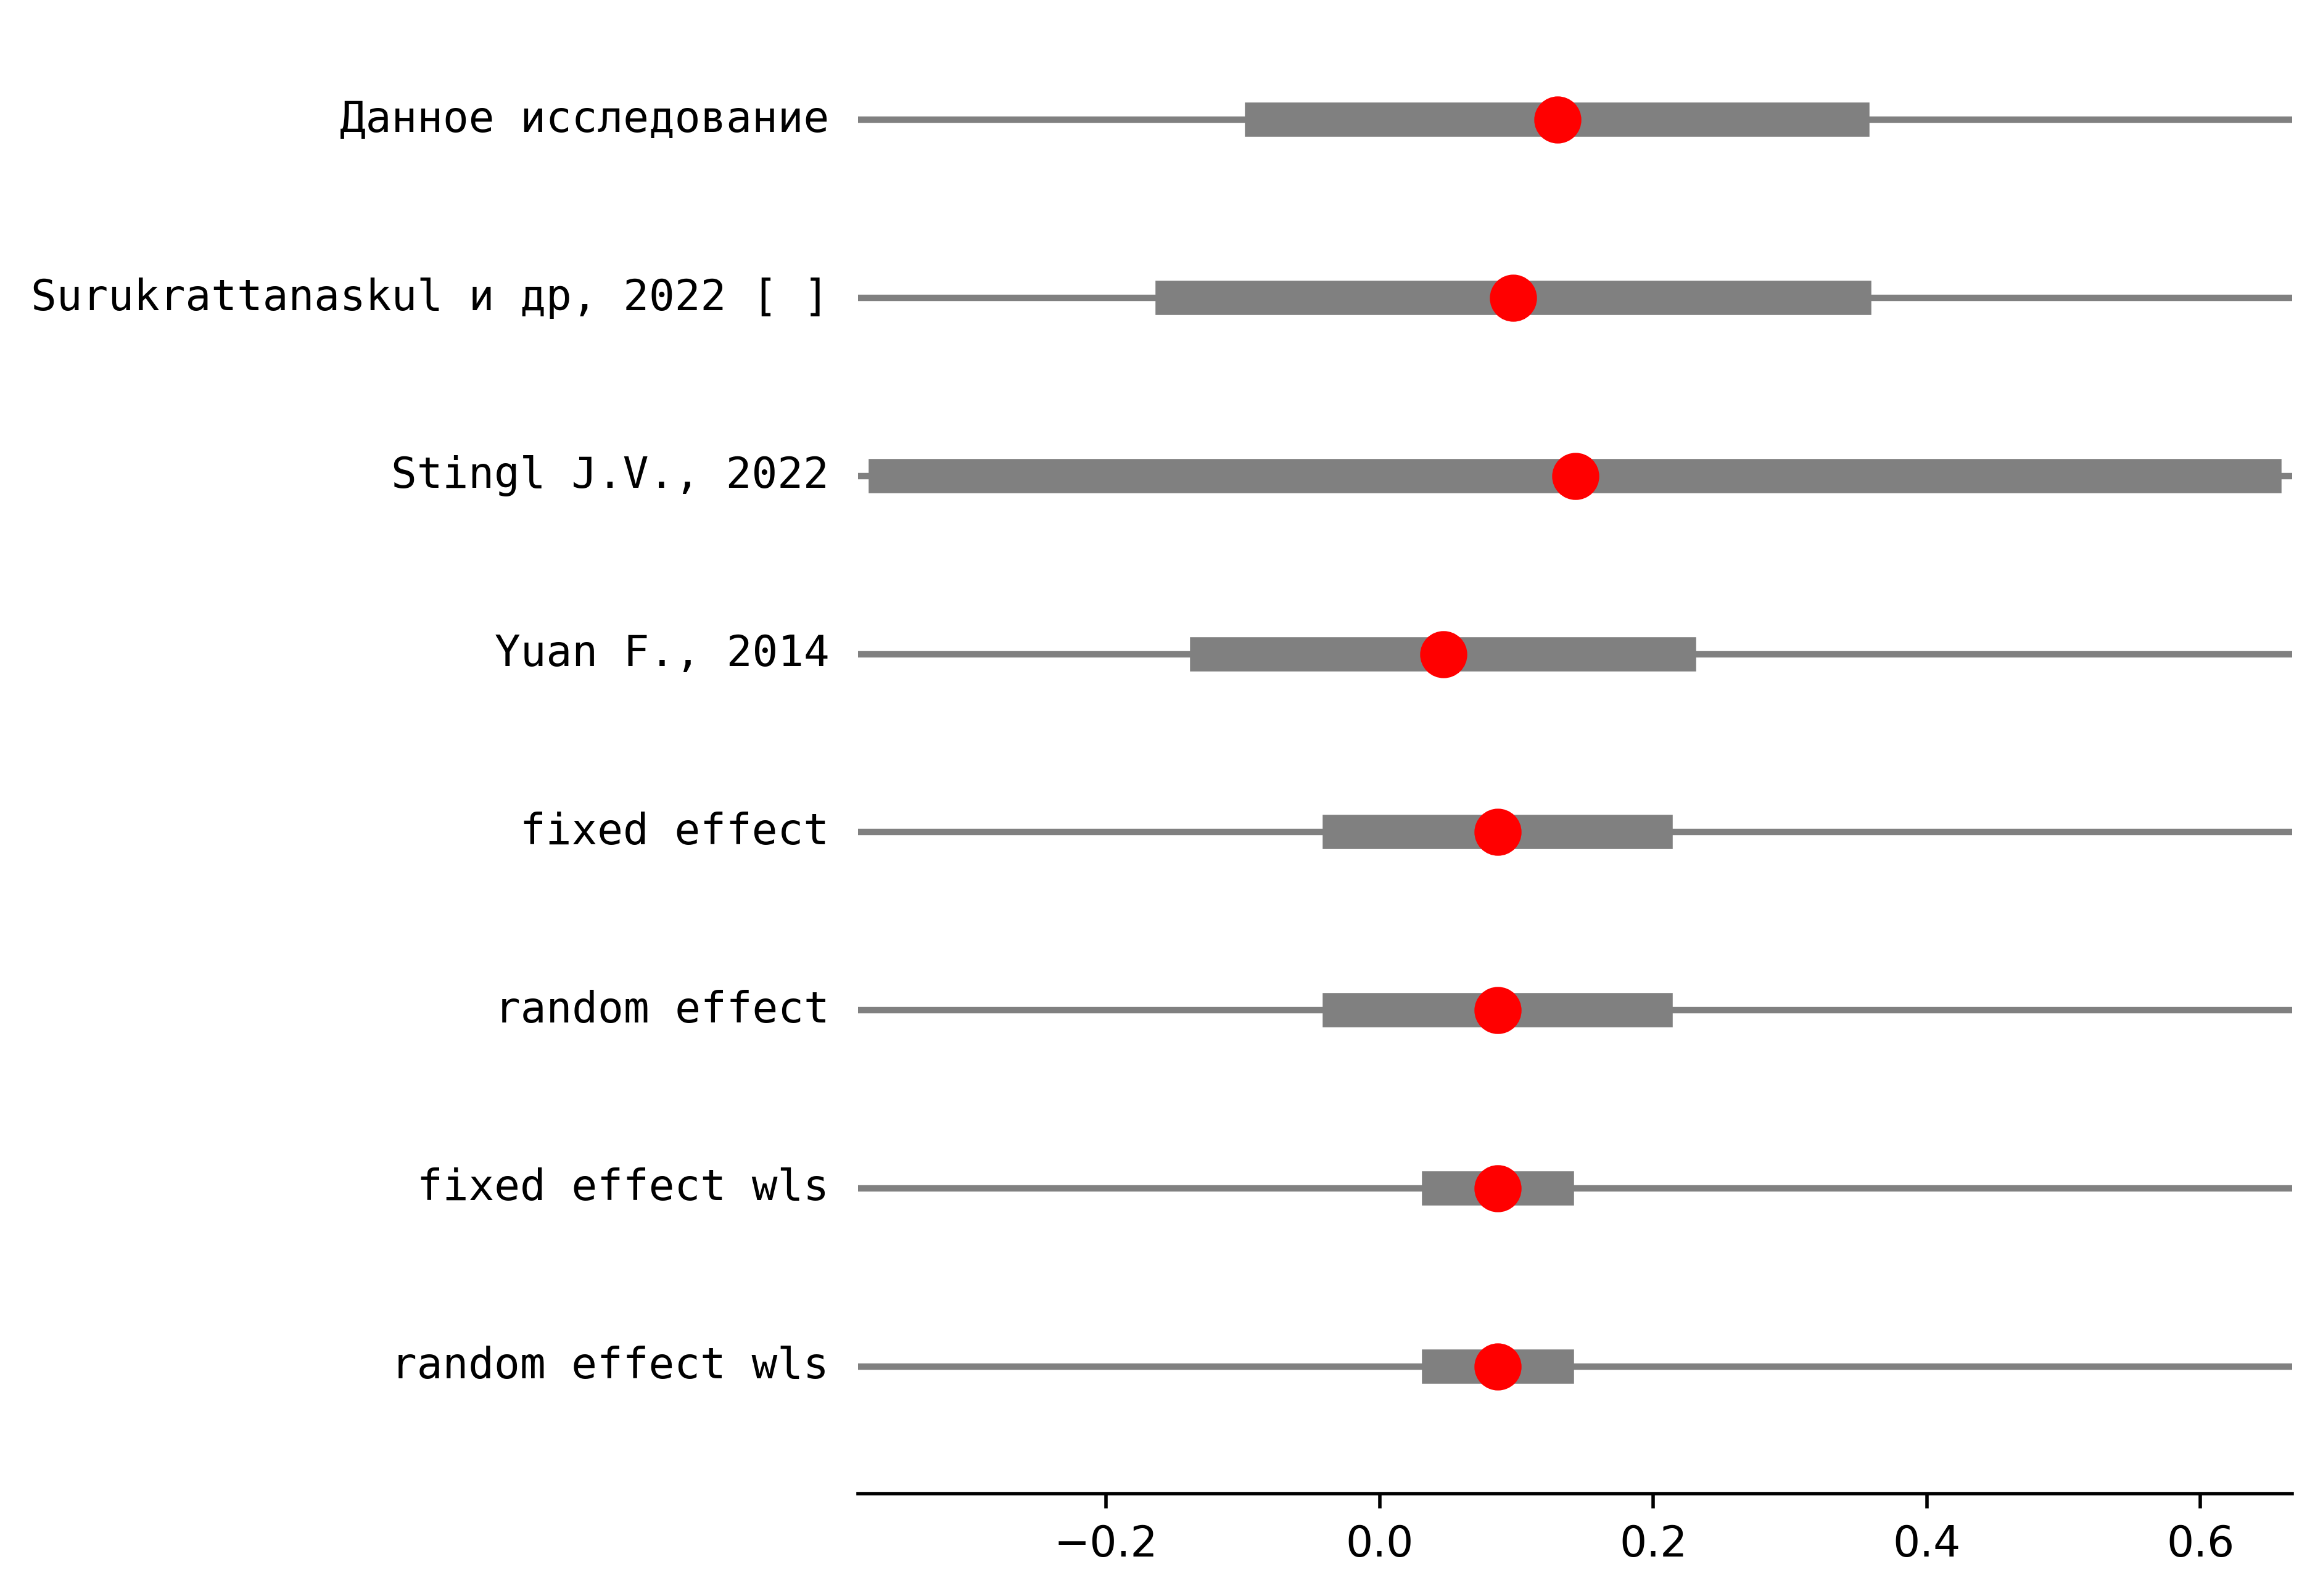 Данное исследование
Surukrattanaskul и др, 2022 [ ]
Stingl J.V., 2022
Yuan F., 2014
fixed effect
random effect
fixed effect wls
random effect wls
−0.2 0.0 0.2 0.4 0.6